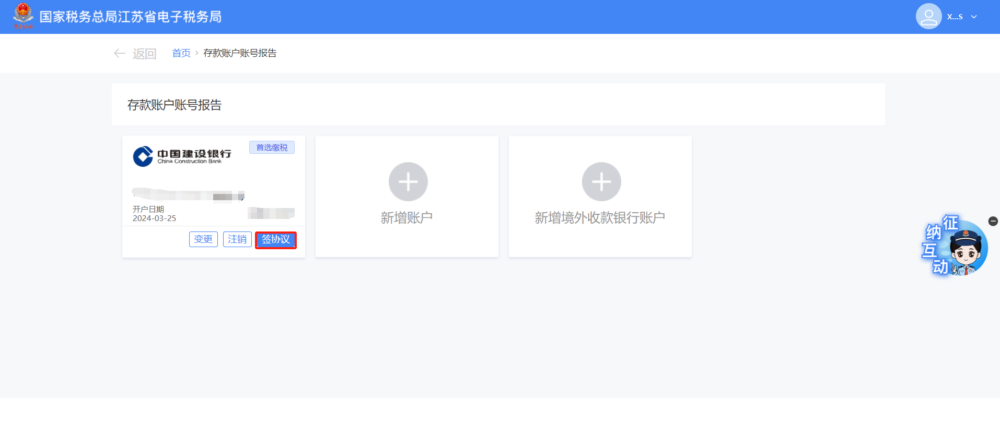 国家税务总局江苏省电子税务局
x...s
返回
首页 > 存款账户账号报告
存款账户账号报告
中国建设银行
China Construction Bank
首选缴税
开户日期
2024-03-25
变更
注销
签协议
新增账户
新增境外收款银行账户
征
纳
互
动